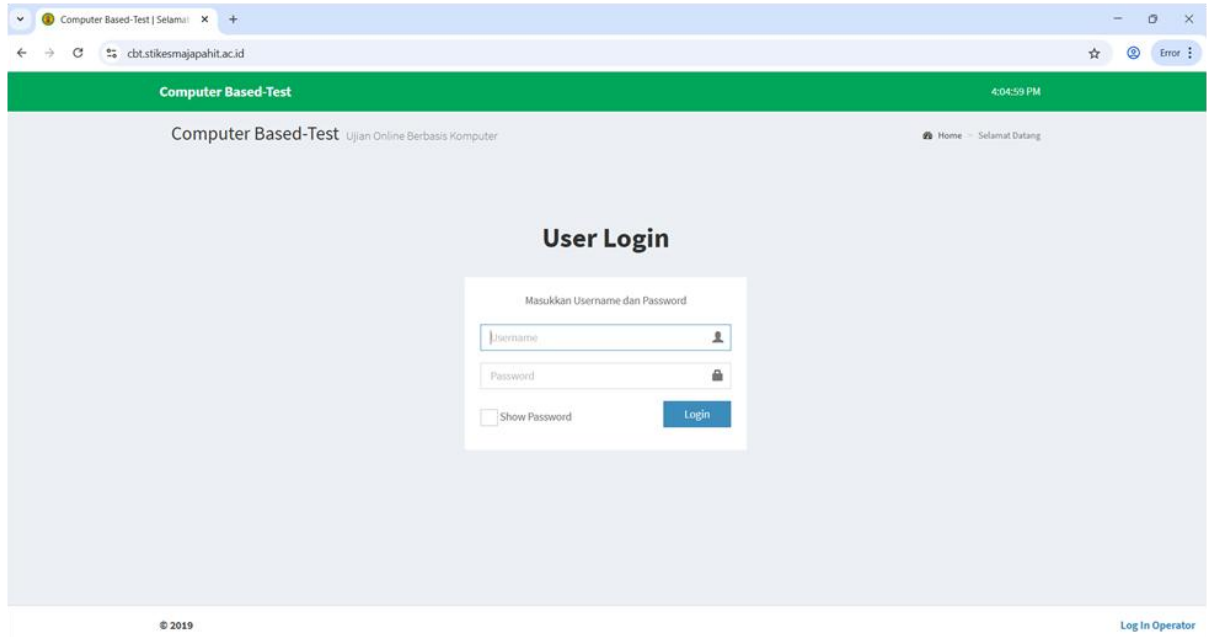 Computer Based-Test | Selama
cbt.stikesmajapahit.ac.id
Error
Computer Based-Test 4:04:59 PM
Computer Based-Test Ujian Online Berbasis Komputer Home Selamat Datang
User Login
Masukkan Username dan Password
Username
Password
Show Password Login
© 2019 Log In Operator